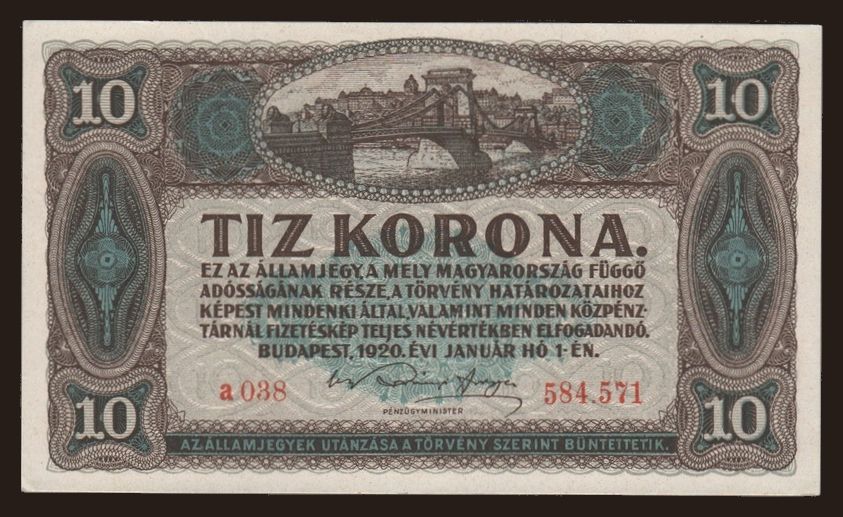 10 10
TIZ KORONA.
EZ AZ ÁLLAMJEGY, A MELY MAGYARORSZÁG FÜGGŐ
ADÓSSÁGÁNAK RÉSZE, A TÖRVÉNY HATÁROZATAIHOZ
KÉPEST MINDENKI ÁLTAL, VALAMINT MINDEN KÖZPÉNZ-
TÁRNÁL FIZETÉSKÉP TELJES NÉVÉRTÉKBEN ELFOGADANDÓ.
BUDAPEST, 1920. ÉVI JANUÁR HÓ 1-ÉN.
a 038 584.571
PÉNZÜGYMINISTER
10 10
AZ ÁLLAMJEGYEK UTÁNZÁSA A TÖRVÉNY SZERINT BÜNTETTETIK.